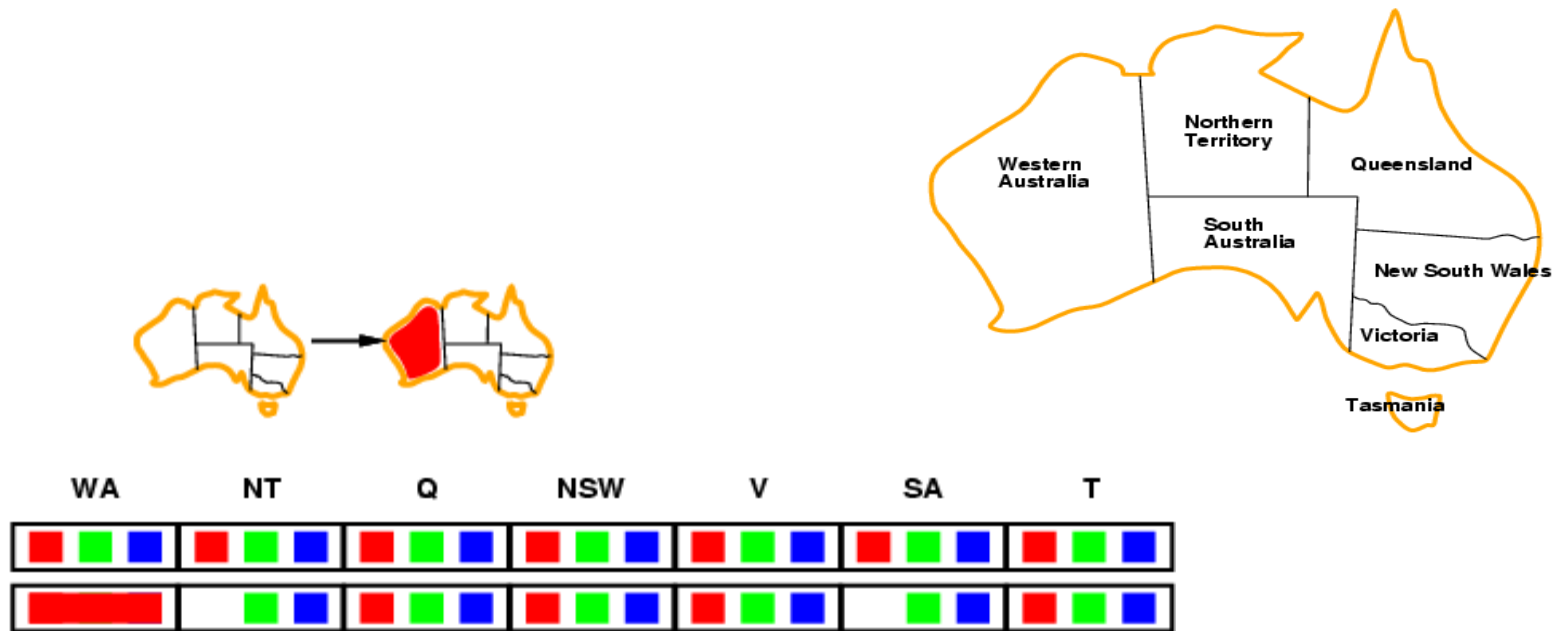 Northern
Territory
Western
Australia
Queensland
South
Australia
New South Wales
Victoria
Tasmania
WA NT Q NSW V SA T